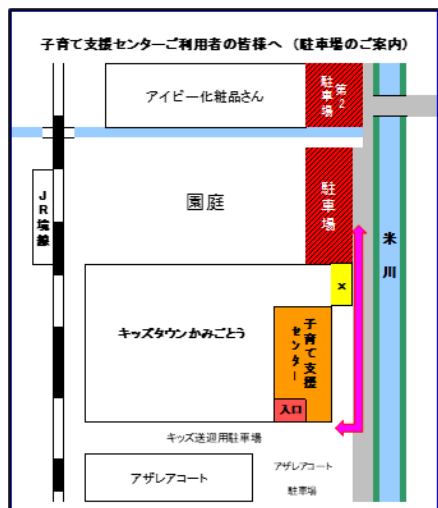 子育て支援センターご利用者の皆様へ （駐車場のご案内）
アイビー化粧品さん
第2
駐車場
JR境線
園庭
駐車場
米川
×
キッズタウンかみごとう
子育て支援
センター
入口
キッズ送迎用駐車場
アザレアコート
アザレアコート
駐車場